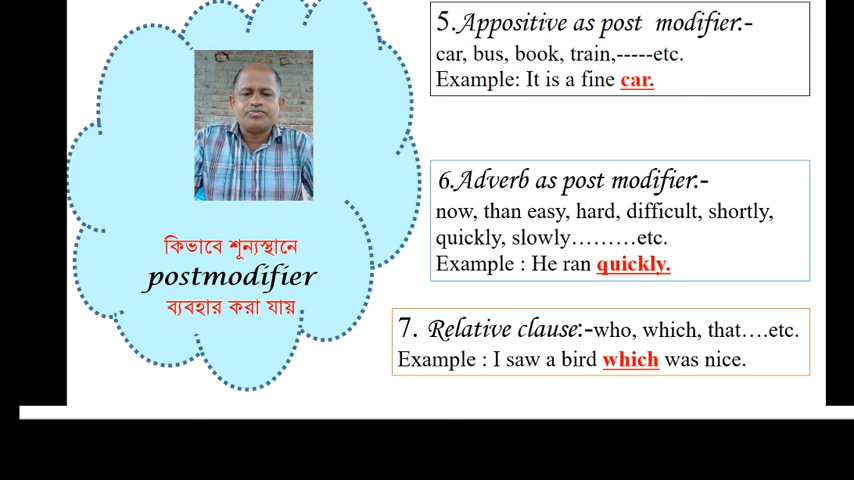 5.Appositive as post modifier:-
car, bus, book, train,-----etc.
Example: It is a fine car.
6.Adverb as post modifier:-
now, than easy, hard, difficult, shortly,
quickly, slowly………etc.
Example : He ran quickly.
7. Relative clause:-who, which, that….etc.
Example : I saw a bird which was nice.
কিভাবে শূন্যস্থানে
postmodifier
ব্যবহার করা যায়